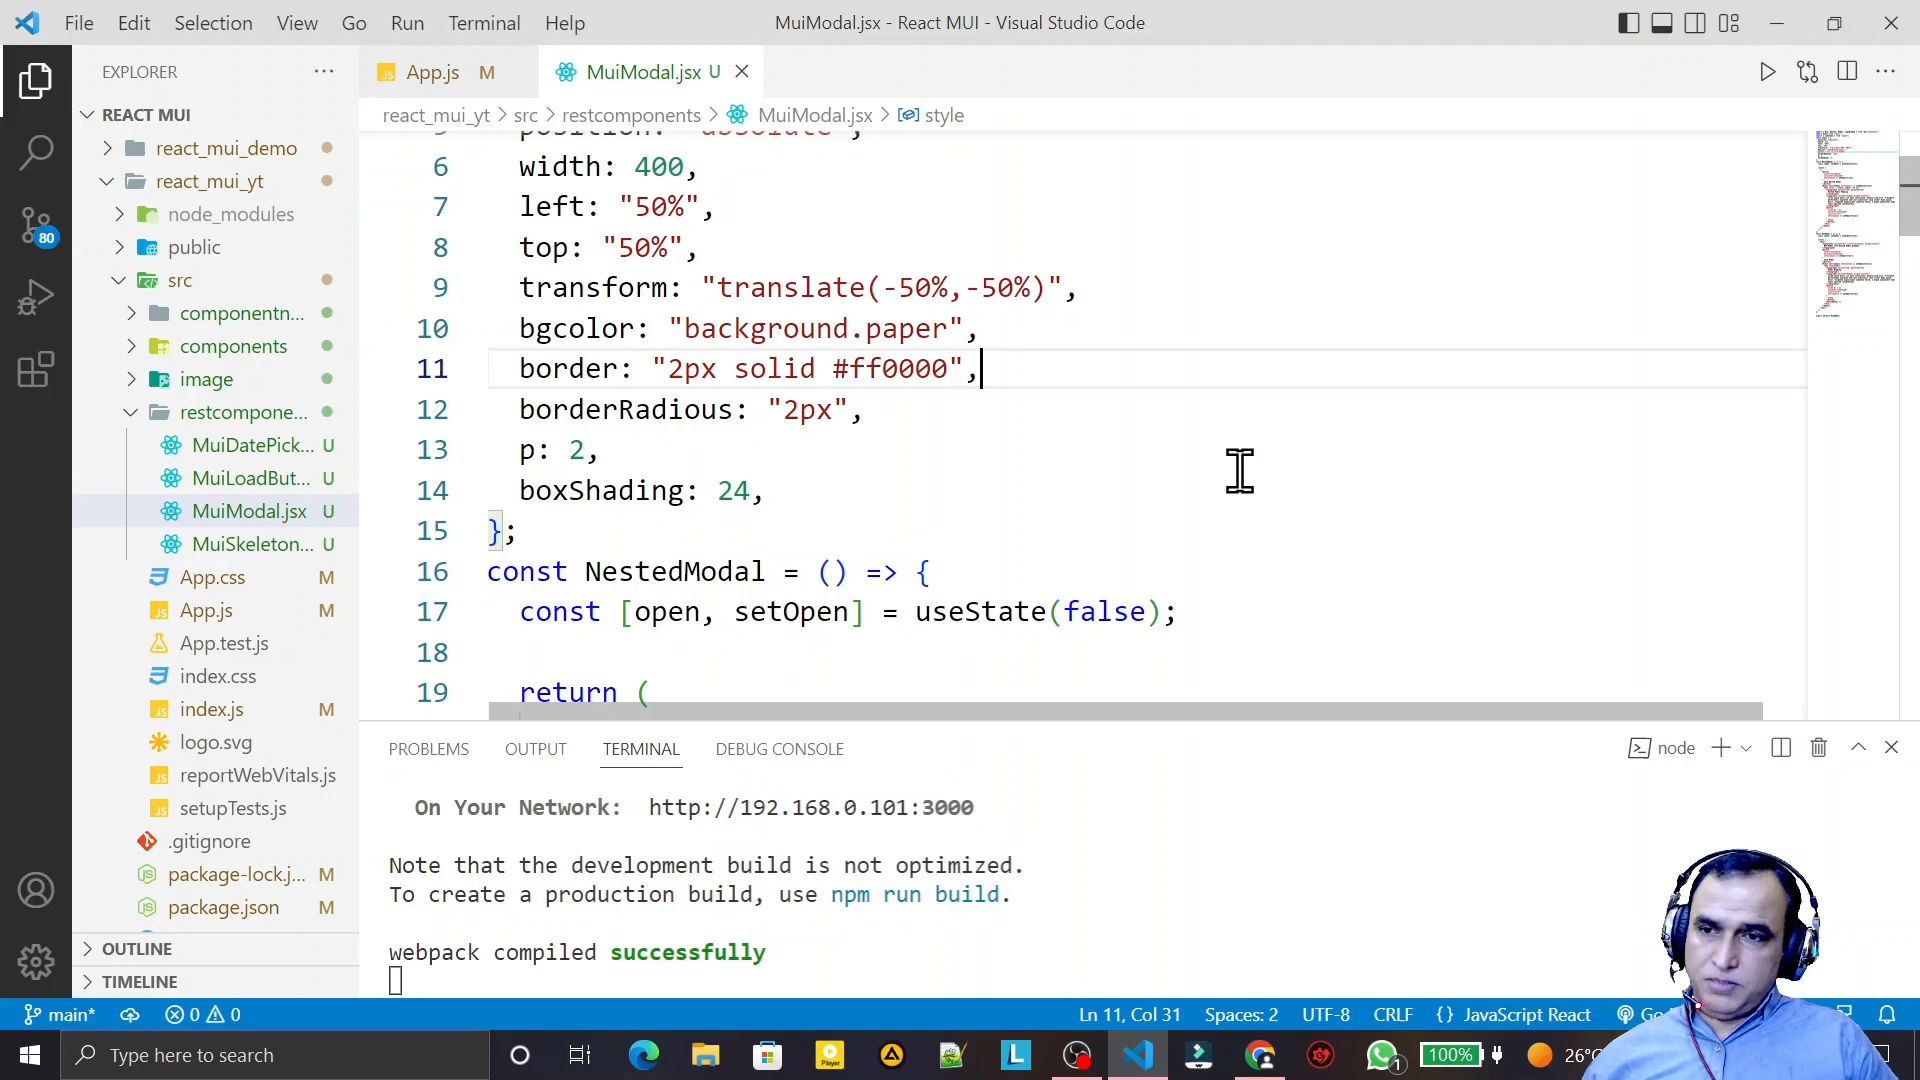 File Edit Selection View Go Run Terminal Help MuiModal.jsx - React MUI - Visual Studio Code
EXPLORER
REACT MUI
react_mui_demo
react_mui_yt
node_modules
public
src
componentn...
components
image
restcompone...
MuiDatePick... U
MuiLoadBut... U
MuiModal.jsx U
MuiSkeleton... U
App.css M
App.js M
App.test.js
index.css
index.js M
logo.svg
reportWebVitals.js
setupTests.js
.gitignore
package-lock.j... M
package.json M
OUTLINE
TIMELINE
80
JS App.js M MuiModal.jsx U
react_mui_yt > src > restcomponents > MuiModal.jsx > style
position: "absolute",
6 width: 400,
7 left: "50%",
8 top: "50%",
9 transform: "translate(-50%,-50%)",
10 bgcolor: "background.paper",
11 border: "2px solid #ff0000",
12 borderRadious: "2px",
13 p: 2,
14 boxShading: 24,
15 };
16 const NestedModal = () => {
17 const [open, setOpen] = useState(false);
18
19 return (
PROBLEMS OUTPUT TERMINAL DEBUG CONSOLE node
On Your Network: http://192.168.0.101:3000
Note that the development build is not optimized.
To create a production build, use npm run build.
webpack compiled successfully
main* 0 0 Ln 11, Col 31 Spaces: 2 UTF-8 CRLF {} JavaScript React
Type here to search Player L 1 100% 26°